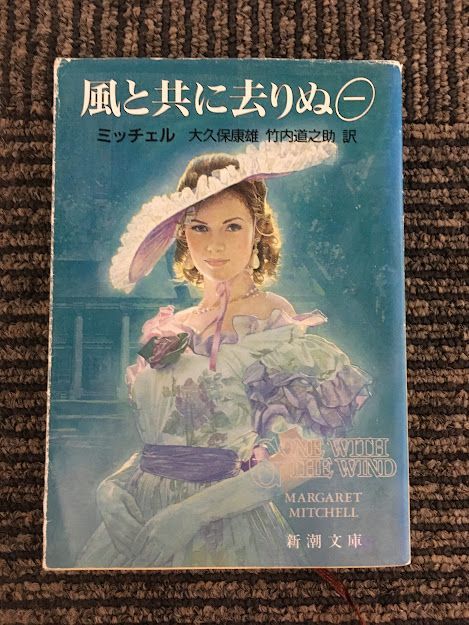 風と共に去りぬ㊀
ミッチェル 大久保康雄 竹内道之助 訳
GONE WITH
THE WIND
MARGARET
MITCHELL
新潮文庫